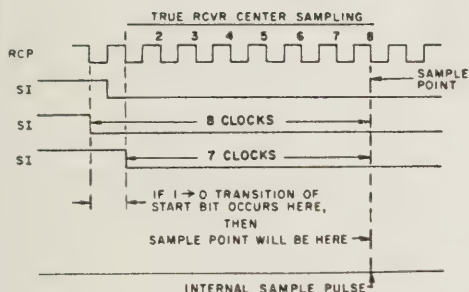 TRUE RCVR CENTER SAMPLING
2 3 4 5 6 7 8
RCP
SAMPLE
POINT
SI
SI
8 CLOCKS
SI
7 CLOCKS
IF 1→0 TRANSITION OF
START BIT OCCURS HERE,
THEN
SAMPLE POINT WILL BE HERE
INTERNAL SAMPLE PULSE